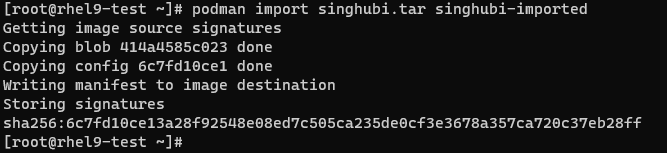 [root@rhel9-test ~]# podman import singhubi.tar singhubi-imported
Getting image source signatures
Copying blob 414a4585c023 done
Copying config 6c7fd10ce1 done
Writing manifest to image destination
Storing signatures
sha256:6c7fd10ce13a28f92548e08ed7c505ca235de0cf3e3678a357ca720c37eb28ff
[root@rhel9-test ~]#